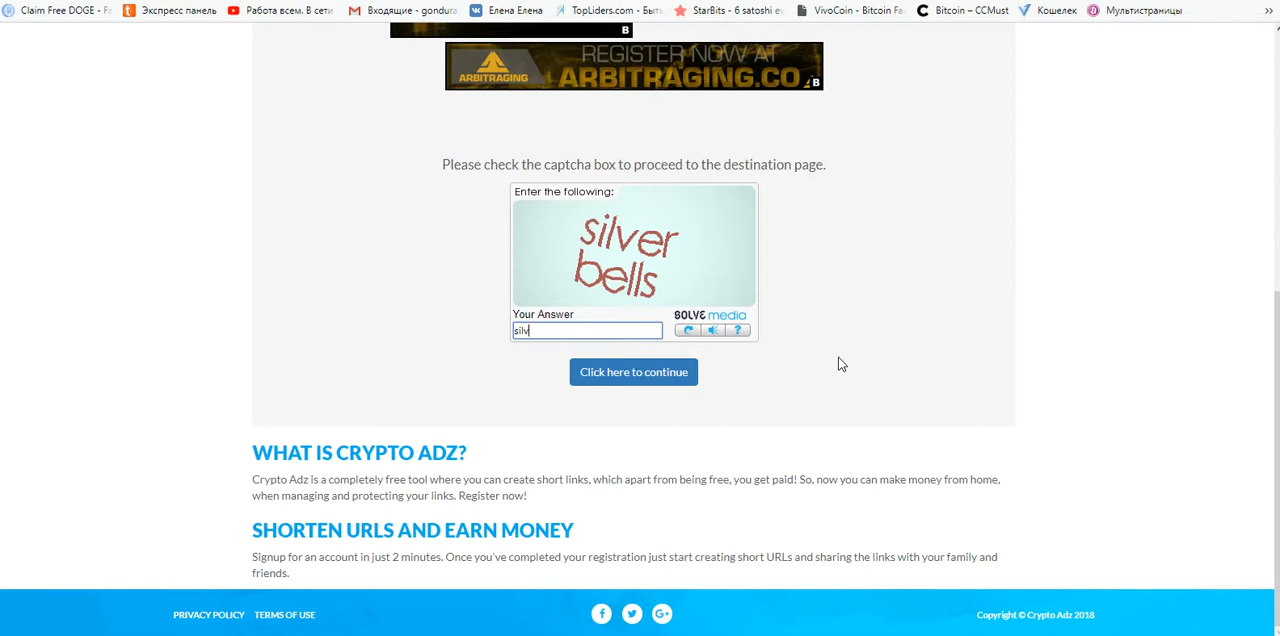 Claim Free DOGE - Fa Экспресс панель Работа всем. В сети Входящие - gondura Елена Елена TopLiders.com - Быть StarBits - 6 satoshi ev VivoCoin - Bitcoin Fa Bitcoin – CCMust Кошелек Мультистраницы »
B
ARBITRAGING REGISTER NOW AT
ARBITRAGING.CO B
Please check the captcha box to proceed to the destination page.
Enter the following:
silver
bells
Your Answer SOLVE media
silv
Click here to continue
WHAT IS CRYPTO ADZ?
Crypto Adz is a completely free tool where you can create short links, which apart from being free, you get paid! So, now you can make money from home,
when managing and protecting your links. Register now!
SHORTEN URLS AND EARN MONEY
Signup for an account in just 2 minutes. Once you've completed your registration just start creating short URLs and sharing the links with your family and
friends.
PRIVACY POLICY TERMS OF USE Copyright © Crypto Adz 2018